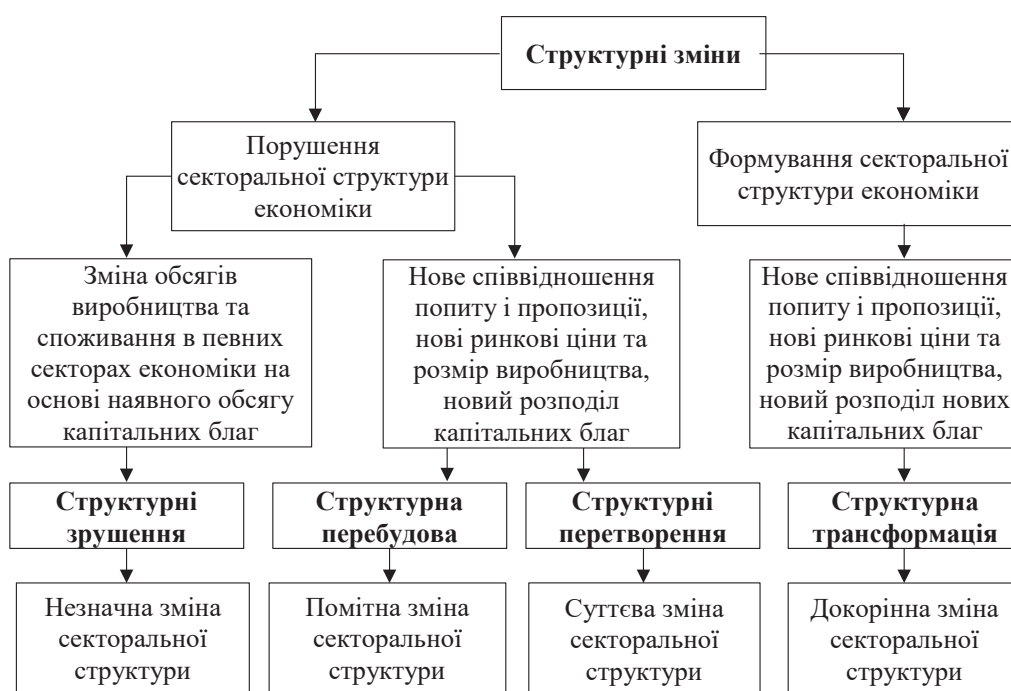 Структурні зміни
Порушення
секторальної структури
економіки
Формування секторальної
структури економіки
Зміна обсягів
виробництва та
споживання в певних
секторах економіки на
основі наявного обсягу
капітальних благ
Нове співвідношення
попиту і пропозиції,
нові ринкові ціни та
розмір виробництва,
новий розподіл
капітальних благ
Нове співвідношення
попиту і пропозиції,
нові ринкові ціни та
розмір виробництва,
новий розподіл нових
капітальних благ
Структурні
зрушення
Структурна
перебудова
Структурні
перетворення
Структурна
трансформація
Незначна зміна
секторальної
структури
Помітна зміна
секторальної
структури
Суттєва зміна
секторальної
структури
Докорінна зміна
секторальної
структури